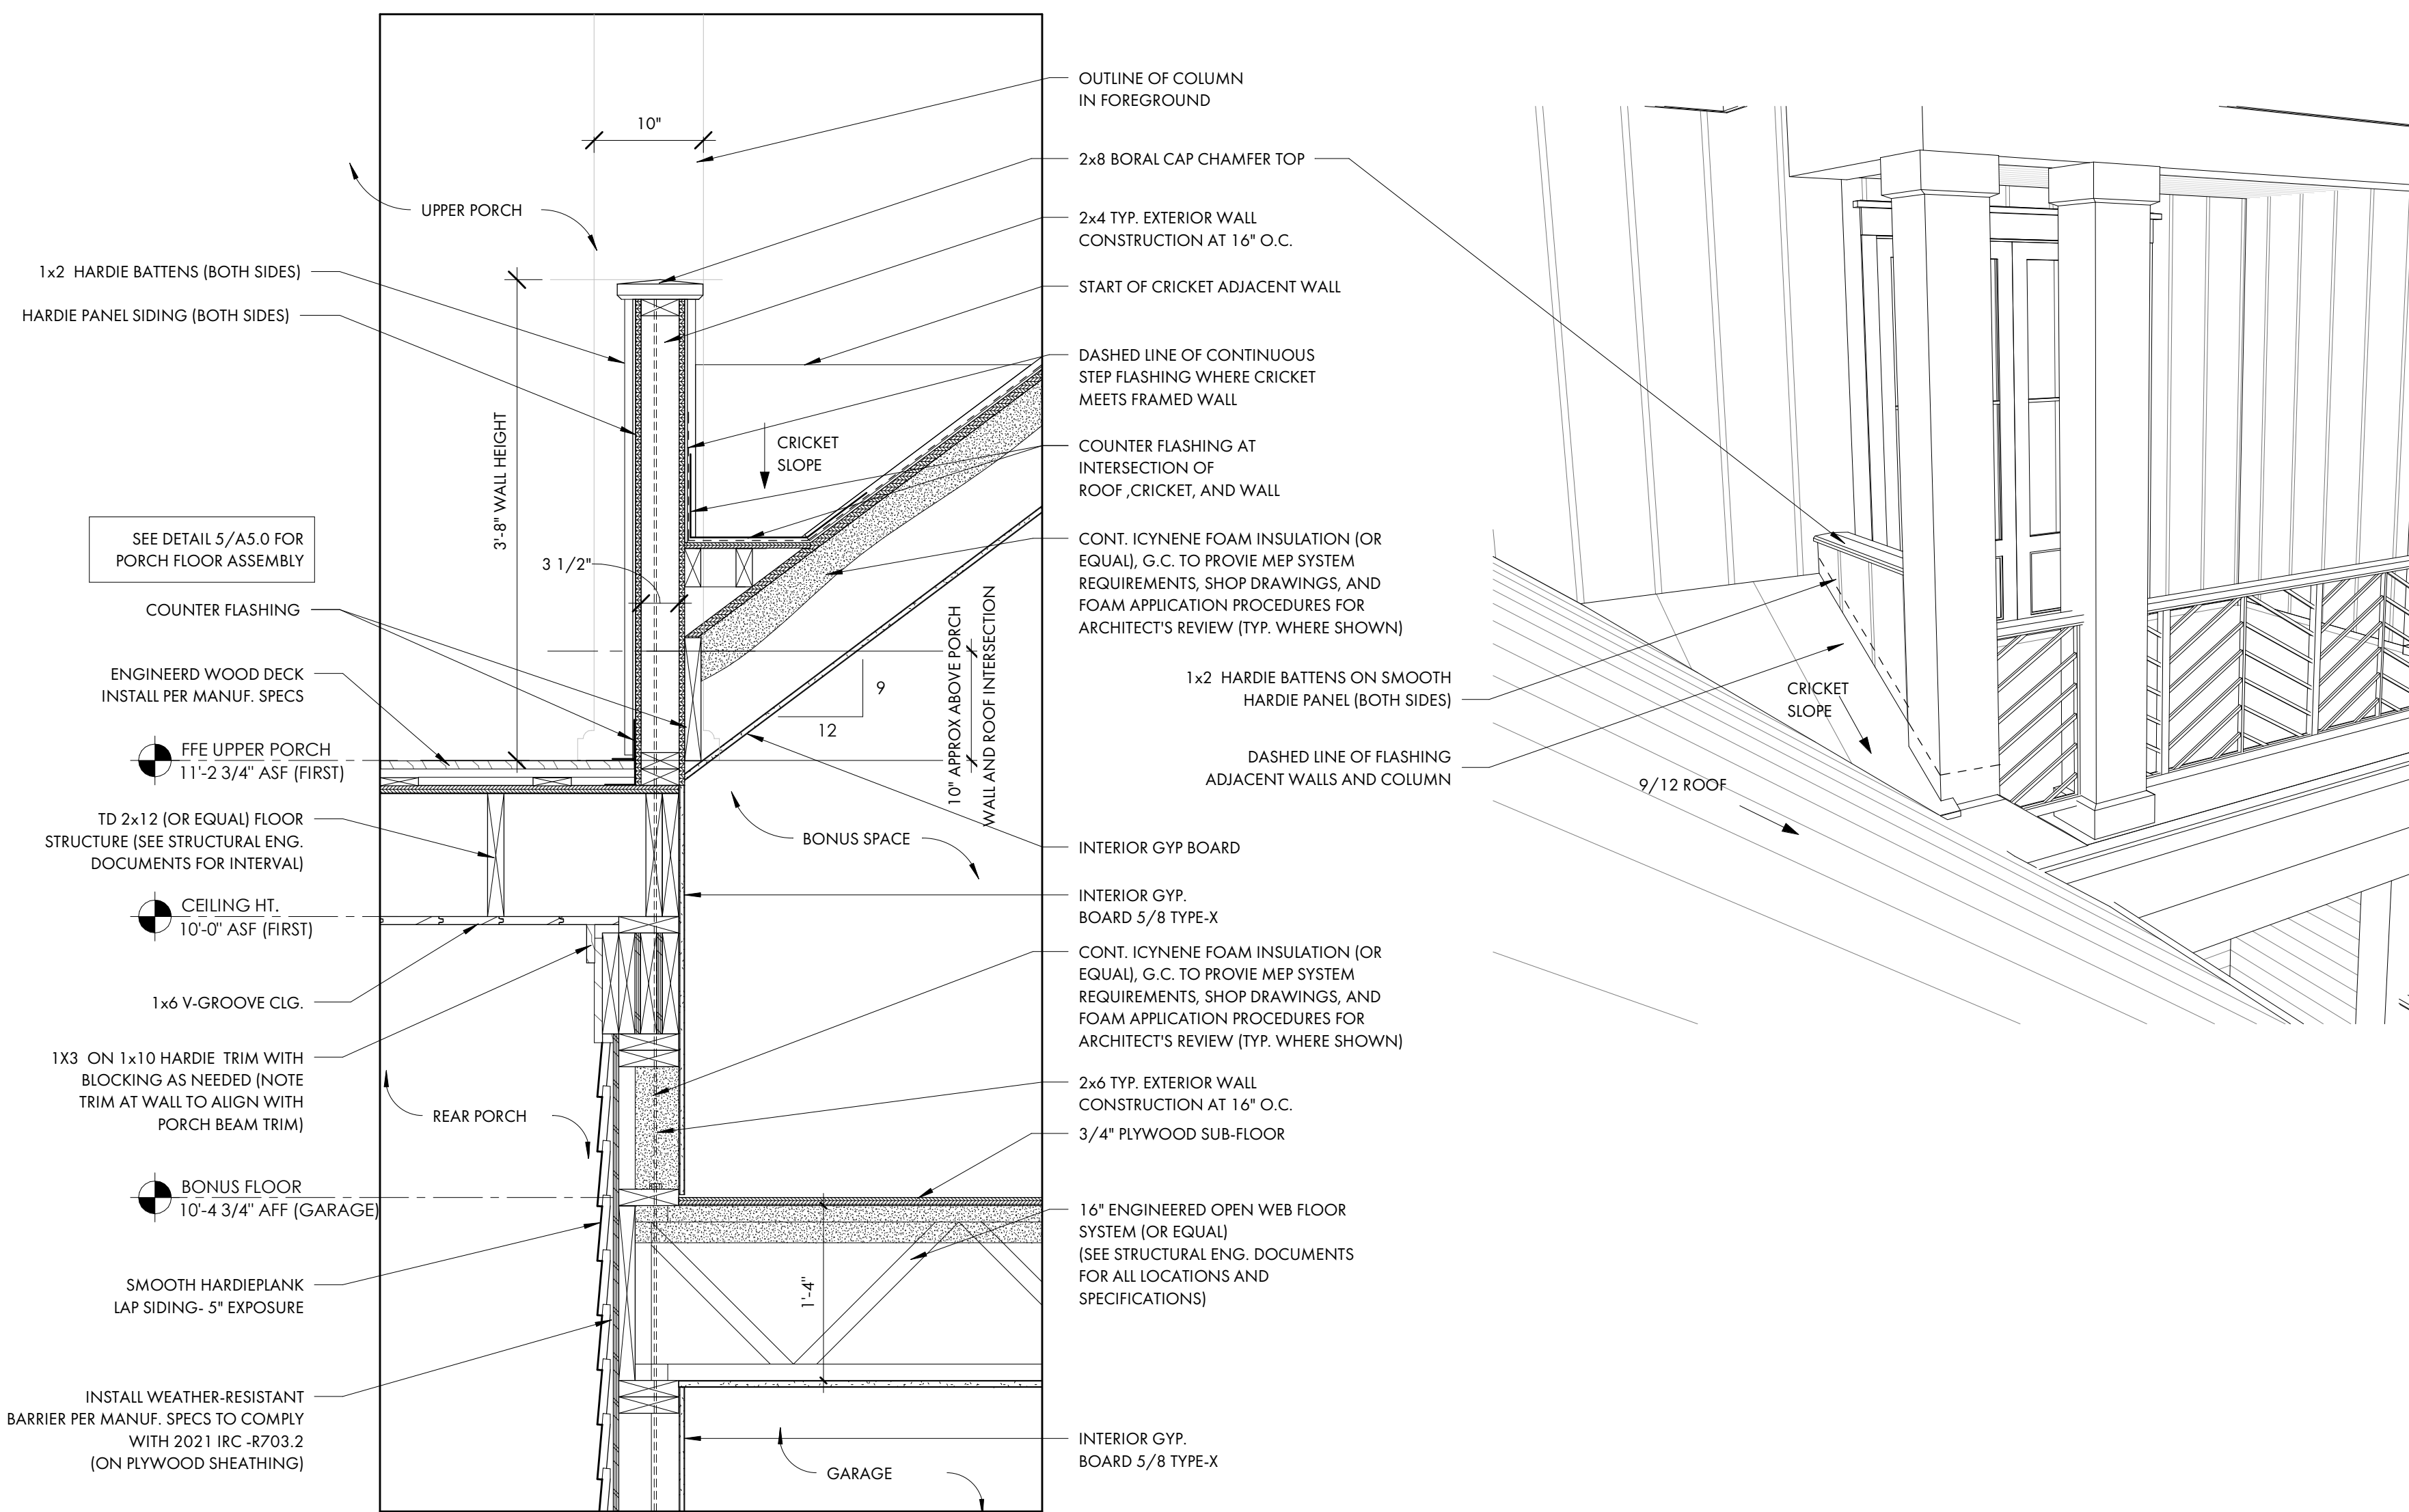 1x2 HARDIE BATTENS (BOTH SIDES)
HARDIE PANEL SIDING (BOTH SIDES)
SEE DETAIL 5/A5.0 FOR
PORCH FLOOR ASSEMBLY
COUNTER FLASHING
ENGINEERD WOOD DECK
INSTALL PER MANUF. SPECS
FFE UPPER PORCH
11'-2 3/4" ASF (FIRST)
TD 2x12 (OR EQUAL) FLOOR
STRUCTURE (SEE STRUCTURAL ENG.
DOCUMENTS FOR INTERVAL)
CEILING HT.
10'-0" ASF (FIRST)
1x6 V-GROOVE CLG.
1X3 ON 1x10 HARDIE TRIM WITH
BLOCKING AS NEEDED (NOTE
TRIM AT WALL TO ALIGN WITH
PORCH BEAM TRIM)
BONUS FLOOR
10'-4 3/4" AFF (GARAGE)
SMOOTH HARDIEPLANK
LAP SIDING- 5" EXPOSURE
INSTALL WEATHER-RESISTANT
BARRIER PER MANUF. SPECS TO COMPLY
WITH 2021 IRC -R703.2
(ON PLYWOOD SHEATHING)
10"
UPPER PORCH
3'-8" WALL HEIGHT
3 1/2"
CRICKET
SLOPE
9
12
10" APPROX ABOVE PORCH
WALL AND ROOF INTERSECTION
BONUS SPACE
REAR PORCH
1'-4"
GARAGE
OUTLINE OF COLUMN
IN FOREGROUND
2x8 BORAL CAP CHAMFER TOP
2x4 TYP. EXTERIOR WALL
CONSTRUCTION AT 16" O.C.
START OF CRICKET ADJACENT WALL
DASHED LINE OF CONTINUOUS
STEP FLASHING WHERE CRICKET
MEETS FRAMED WALL
COUNTER FLASHING AT
INTERSECTION OF
ROOF ,CRICKET, AND WALL
CONT. ICYNENE FOAM INSULATION (OR
EQUAL), G.C. TO PROVIE MEP SYSTEM
REQUIREMENTS, SHOP DRAWINGS, AND
FOAM APPLICATION PROCEDURES FOR
ARCHITECT'S REVIEW (TYP. WHERE SHOWN)
INTERIOR GYP BOARD
INTERIOR GYP.
BOARD 5/8 TYPE-X
CONT. ICYNENE FOAM INSULATION (OR
EQUAL), G.C. TO PROVIE MEP SYSTEM
REQUIREMENTS, SHOP DRAWINGS, AND
FOAM APPLICATION PROCEDURES FOR
ARCHITECT'S REVIEW (TYP. WHERE SHOWN)
2x6 TYP. EXTERIOR WALL
CONSTRUCTION AT 16" O.C.
3/4" PLYWOOD SUB-FLOOR
16" ENGINEERED OPEN WEB FLOOR
SYSTEM (OR EQUAL)
(SEE STRUCTURAL ENG. DOCUMENTS
FOR ALL LOCATIONS AND
SPECIFICATIONS)
INTERIOR GYP.
BOARD 5/8 TYPE-X
1x2 HARDIE BATTENS ON SMOOTH
HARDIE PANEL (BOTH SIDES)
DASHED LINE OF FLASHING
ADJACENT WALLS AND COLUMN
CRICKET
SLOPE
9/12 ROOF